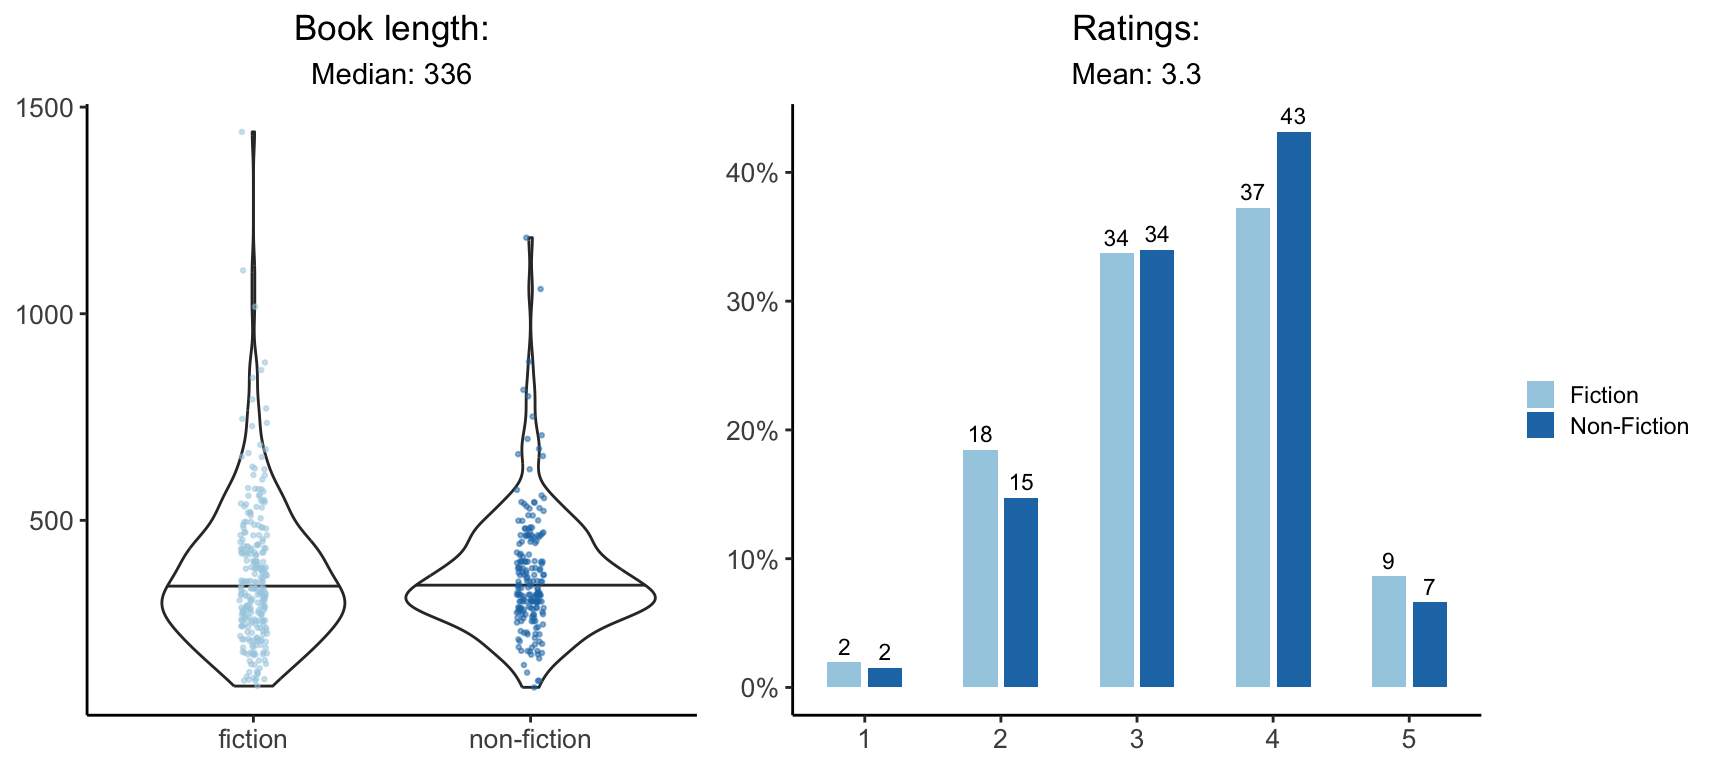 Book length:
Median: 336
1500
1000
500
fiction
non-fiction
Ratings:
Mean: 3.3
40%
30%
20%
10%
0%
2
2
18
15
34
34
37
43
9
7
1
2
3
4
5
Fiction
Non-Fiction